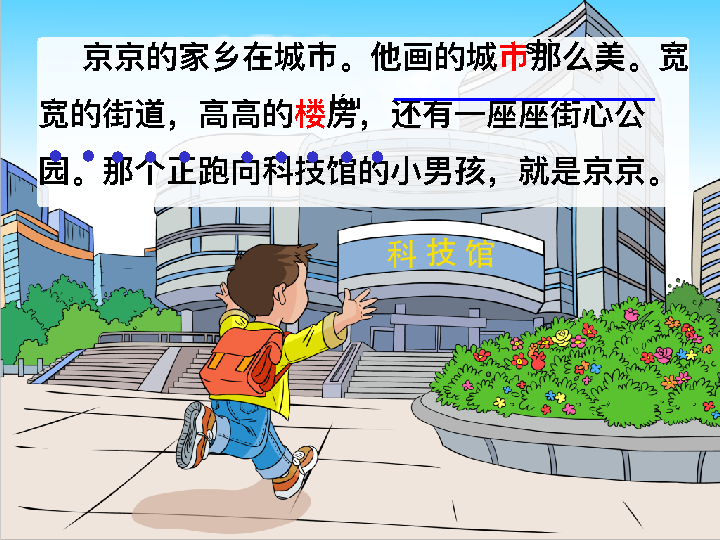 京京的家乡在城市。他画的城市那么美。宽
宽的街道，高高的楼房，还有一座座街心公
园。那个正跑向科技馆的小男孩，就是京京。
科技馆